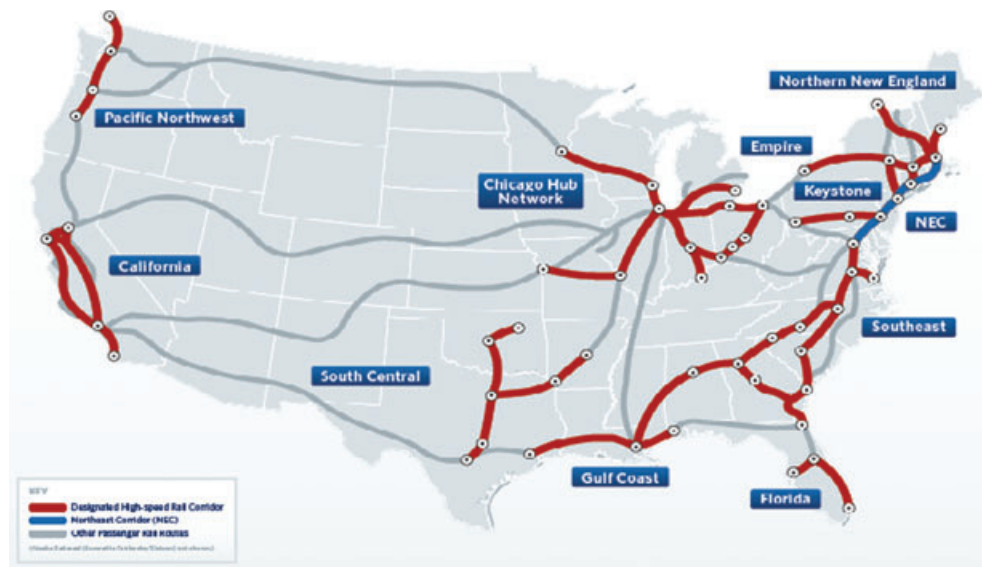 Northern New England
Pacific Northwest
Empire
Chicago Hub
Network
Keystone
NEC
California
Southeast
South Central
Gulf Coast
Florida
KEY
Designated High-speed Rail Corridor
Northeast Corridor (NEC)
Other Passenger Rail Routes